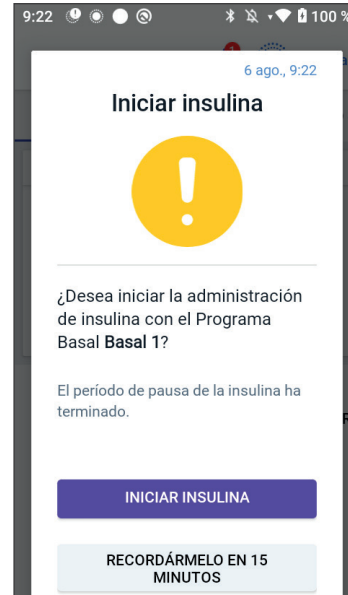 9:22 100 %
1
6 ago., 9:22
Iniciar insulina
¿Desea iniciar la administración
de insulina con el Programa
Basal Basal 1?
El período de pausa de la insulina ha
terminado.
INICIAR INSULINA
RECORDÁRMELO EN 15
MINUTOS